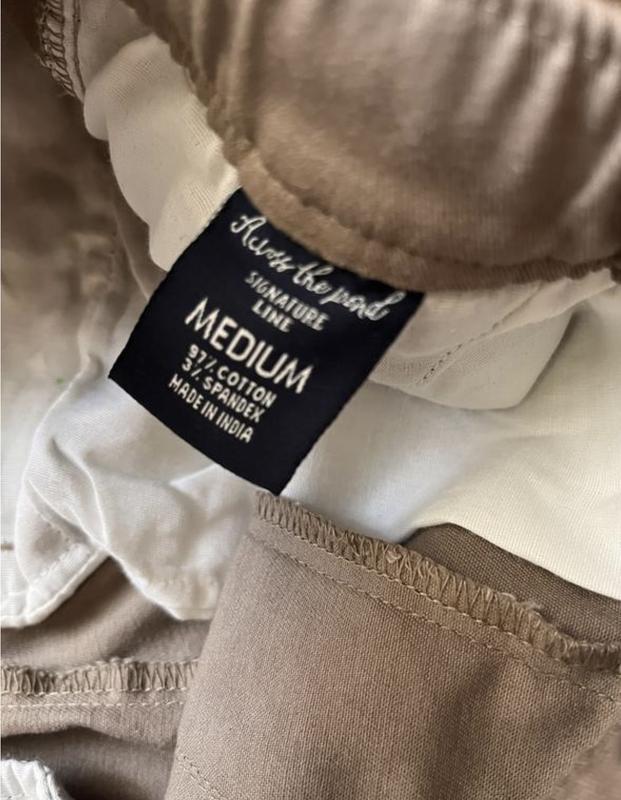 Across the pond
SIGNATURE
LINE
MEDIUM
97% COTTON
3% SPANDEX
MADE IN INDIA